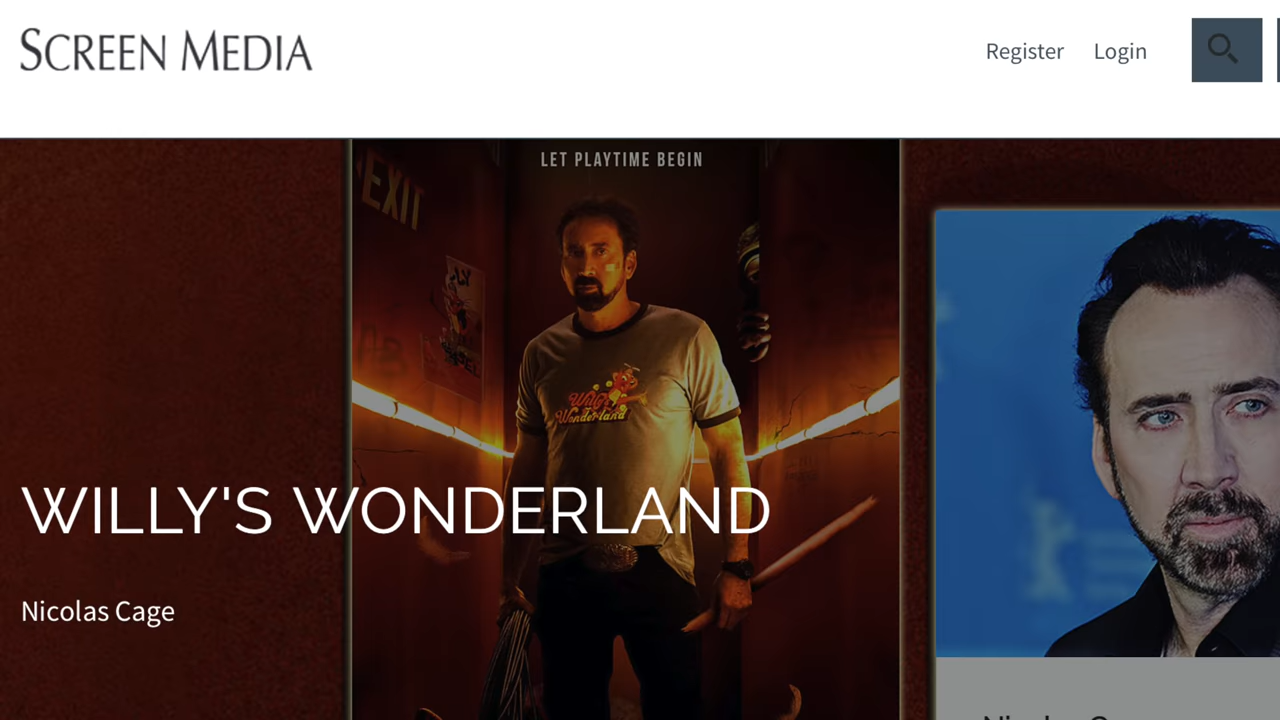 SCREEN MEDIA
Register
Login
LET PLAYTIME BEGIN
EXIT
Willy's
Wonderland
WILLY'S WONDERLAND
Nicolas Cage